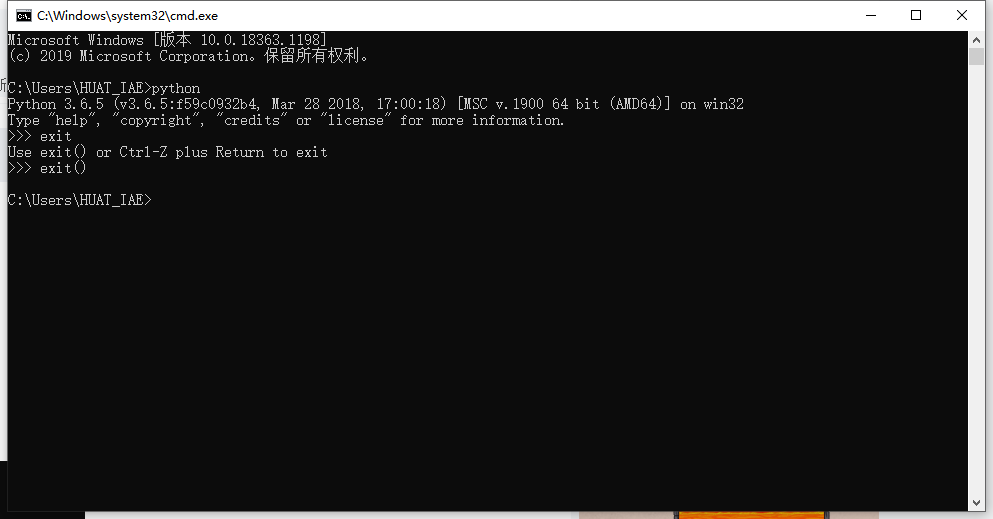 C:\Windows\system32\cmd.exe
Microsoft Windows [版本 10.0.18363.1198]
(c) 2019 Microsoft Corporation。保留所有权利。
C:\Users\HUAT_IAE>python
Python 3.6.5 (v3.6.5:f59c0932b4, Mar 28 2018, 17:00:18) [MSC v.1900 64 bit (AMD64)] on win32
Type "help", "copyright", "credits" or "license" for more information.
>>> exit
Use exit() or Ctrl-Z plus Return to exit
>>> exit()
C:\Users\HUAT_IAE>